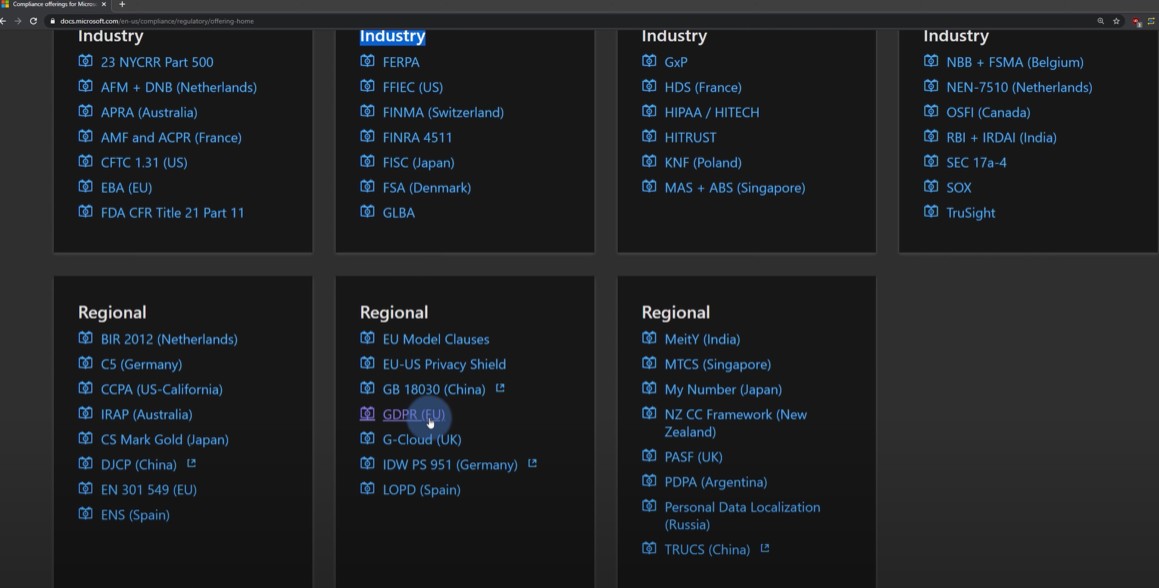 Compliance offerings for Micros
docs.microsoft.com/en-us/compliance/regulatory/offering-home
Industry
23 NYCRR Part 500
AFM + DNB (Netherlands)
APRA (Australia)
AMF and ACPR (France)
CFTC 1.31 (US)
EBA (EU)
FDA CFR Title 21 Part 11
Industry
FERPA
FFIEC (US)
FINMA (Switzerland)
FINRA 4511
FISC (Japan)
FSA (Denmark)
GLBA
Industry
GxP
HDS (France)
HIPAA / HITECH
HITRUST
KNF (Poland)
MAS + ABS (Singapore)
Industry
NBB + FSMA (Belgium)
NEN-7510 (Netherlands)
OSFI (Canada)
RBI + IRDAI (India)
SEC 17a-4
SOX
TruSight
Regional
BIR 2012 (Netherlands)
C5 (Germany)
CCPA (US-California)
IRAP (Australia)
CS Mark Gold (Japan)
DJCP (China)
EN 301 549 (EU)
ENS (Spain)
Regional
EU Model Clauses
EU-US Privacy Shield
GB 18030 (China)
GDPR (EU)
G-Cloud (UK)
IDW PS 951 (Germany)
LOPD (Spain)
Regional
MeitY (India)
MTCS (Singapore)
My Number (Japan)
NZ CC Framework (New
Zealand)
PASF (UK)
PDPA (Argentina)
Personal Data Localization
(Russia)
TRUCS (China)